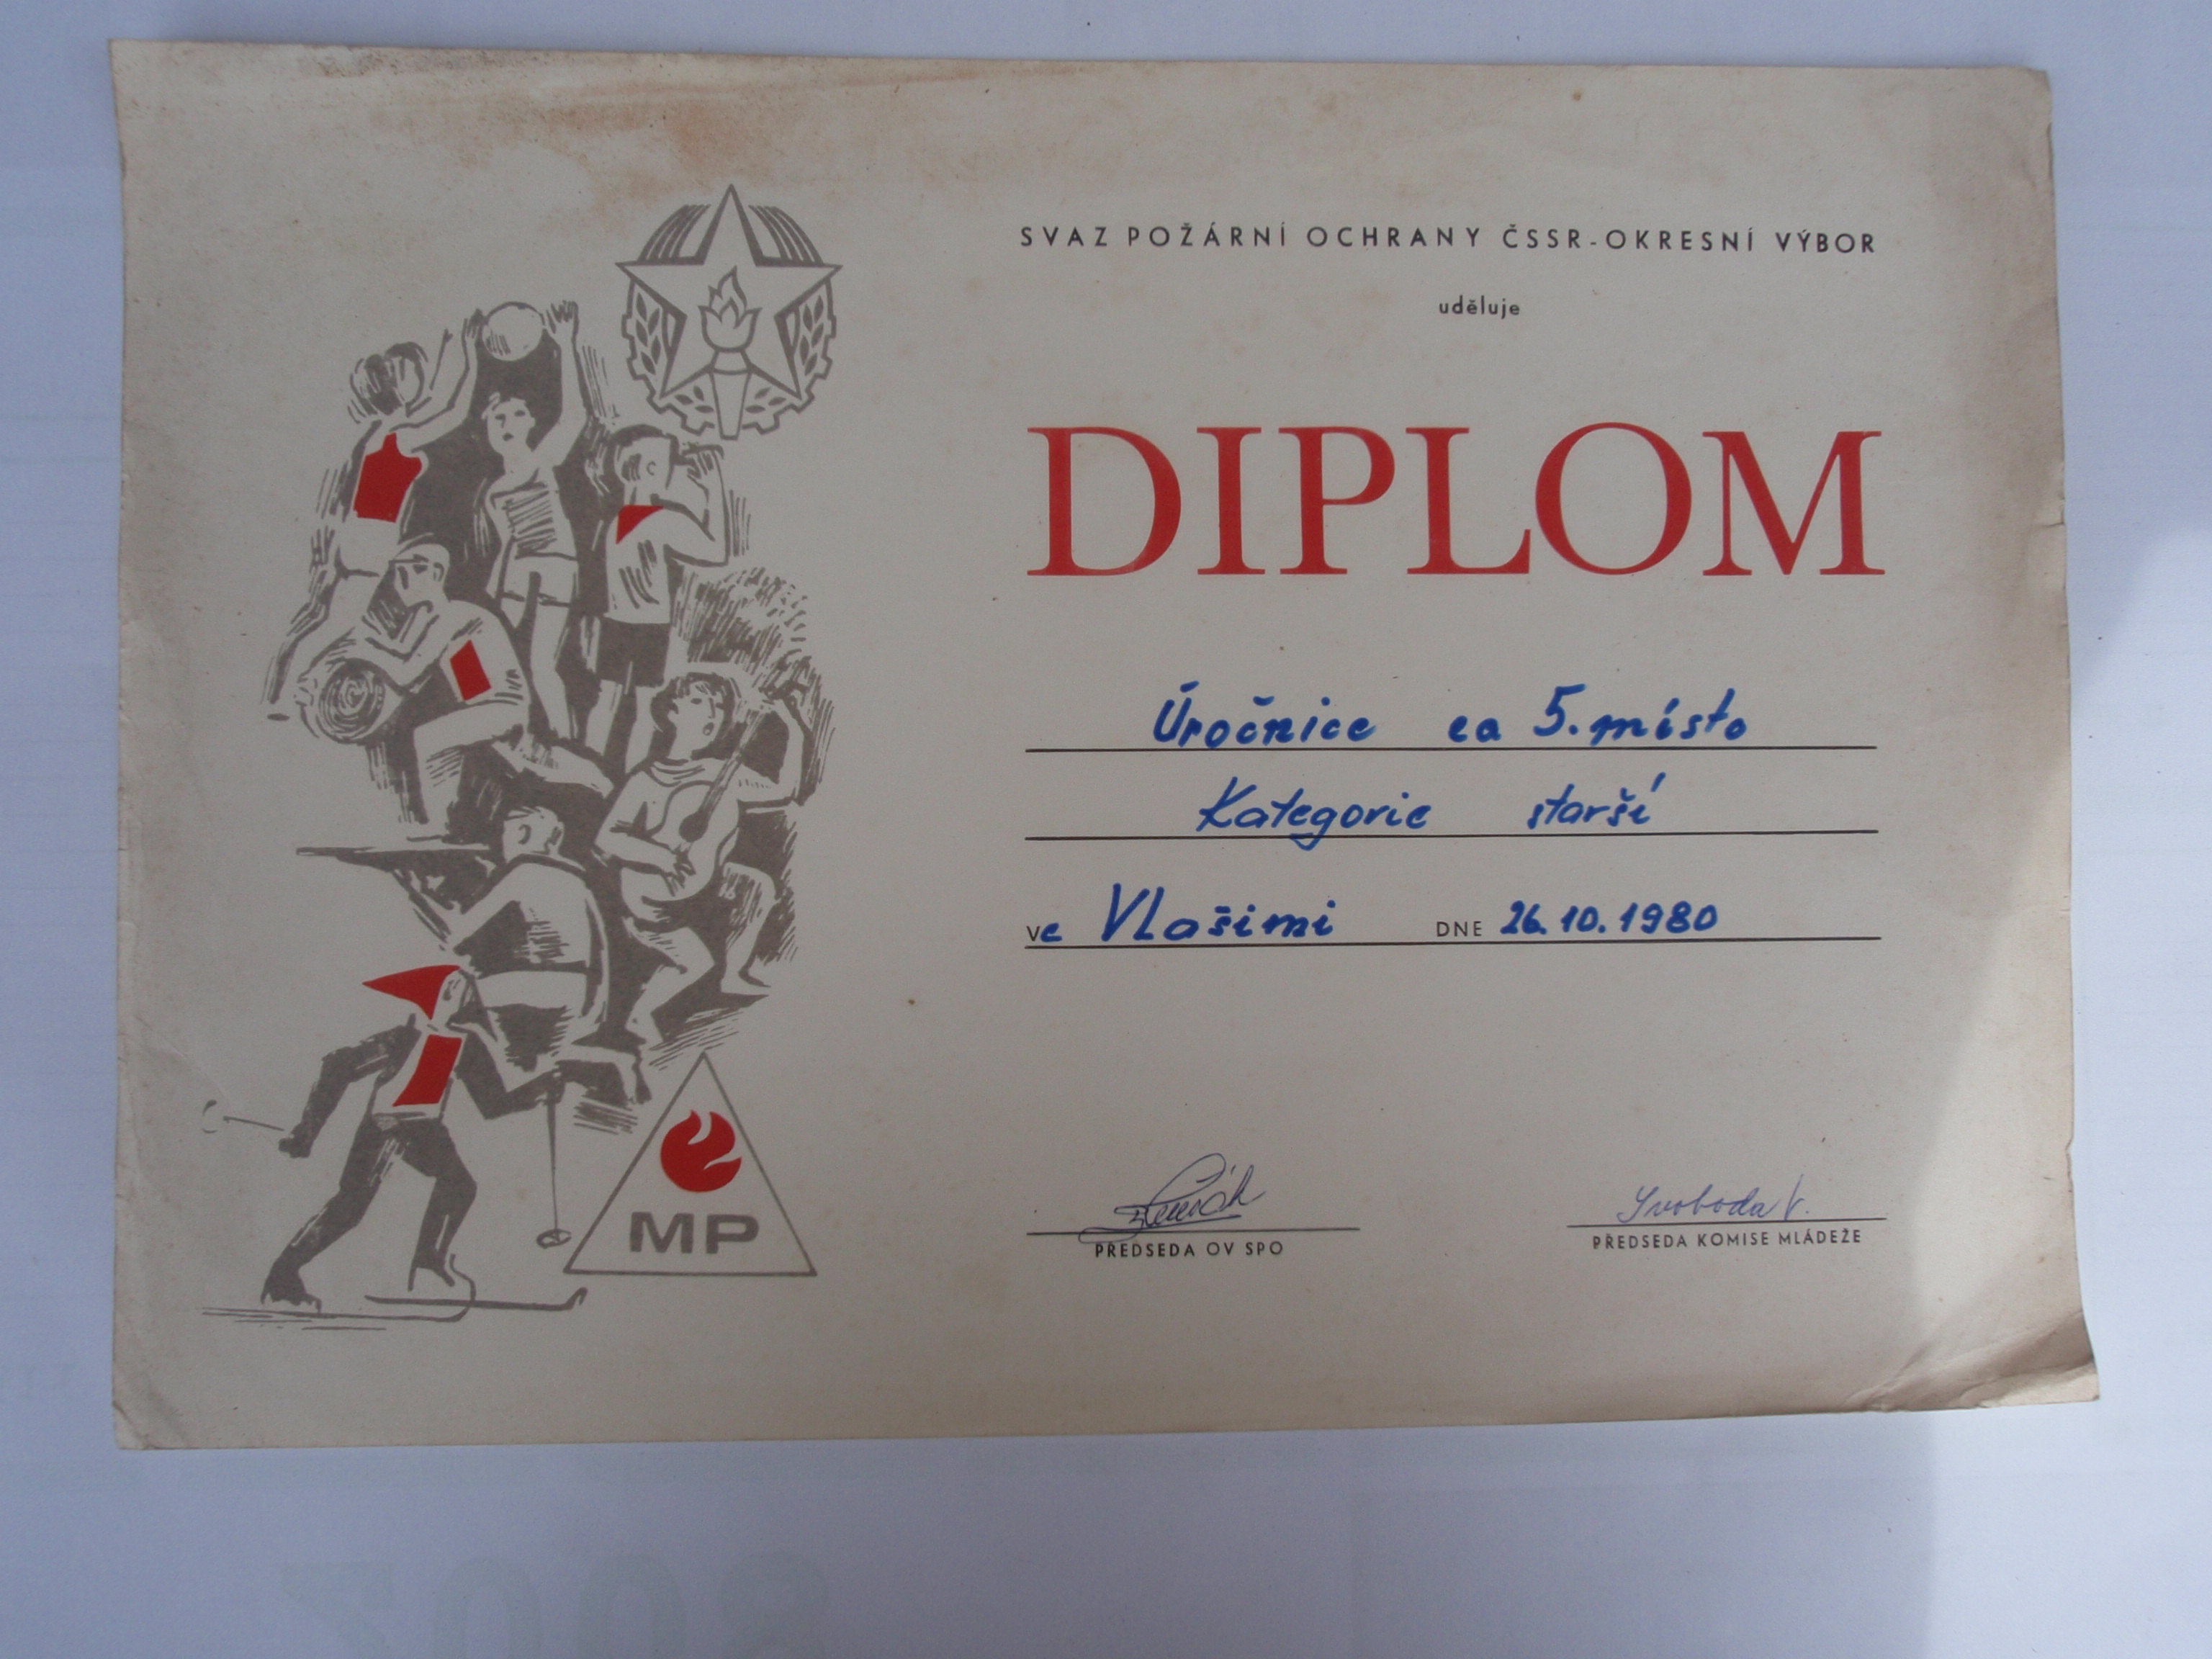 SVAZ POŽÁRNÍ OCHRANY ČSSR-OKRESNÍ VÝBOR
uděluje
DIPLOM
Úročnice za 5. místo
Kategorie starší
ve Vlašimi DNE 26.10.1980
Svoboda V.
PŘEDSEDA OV SPO PŘEDSEDA KOMISE MLÁDEŽE
MP